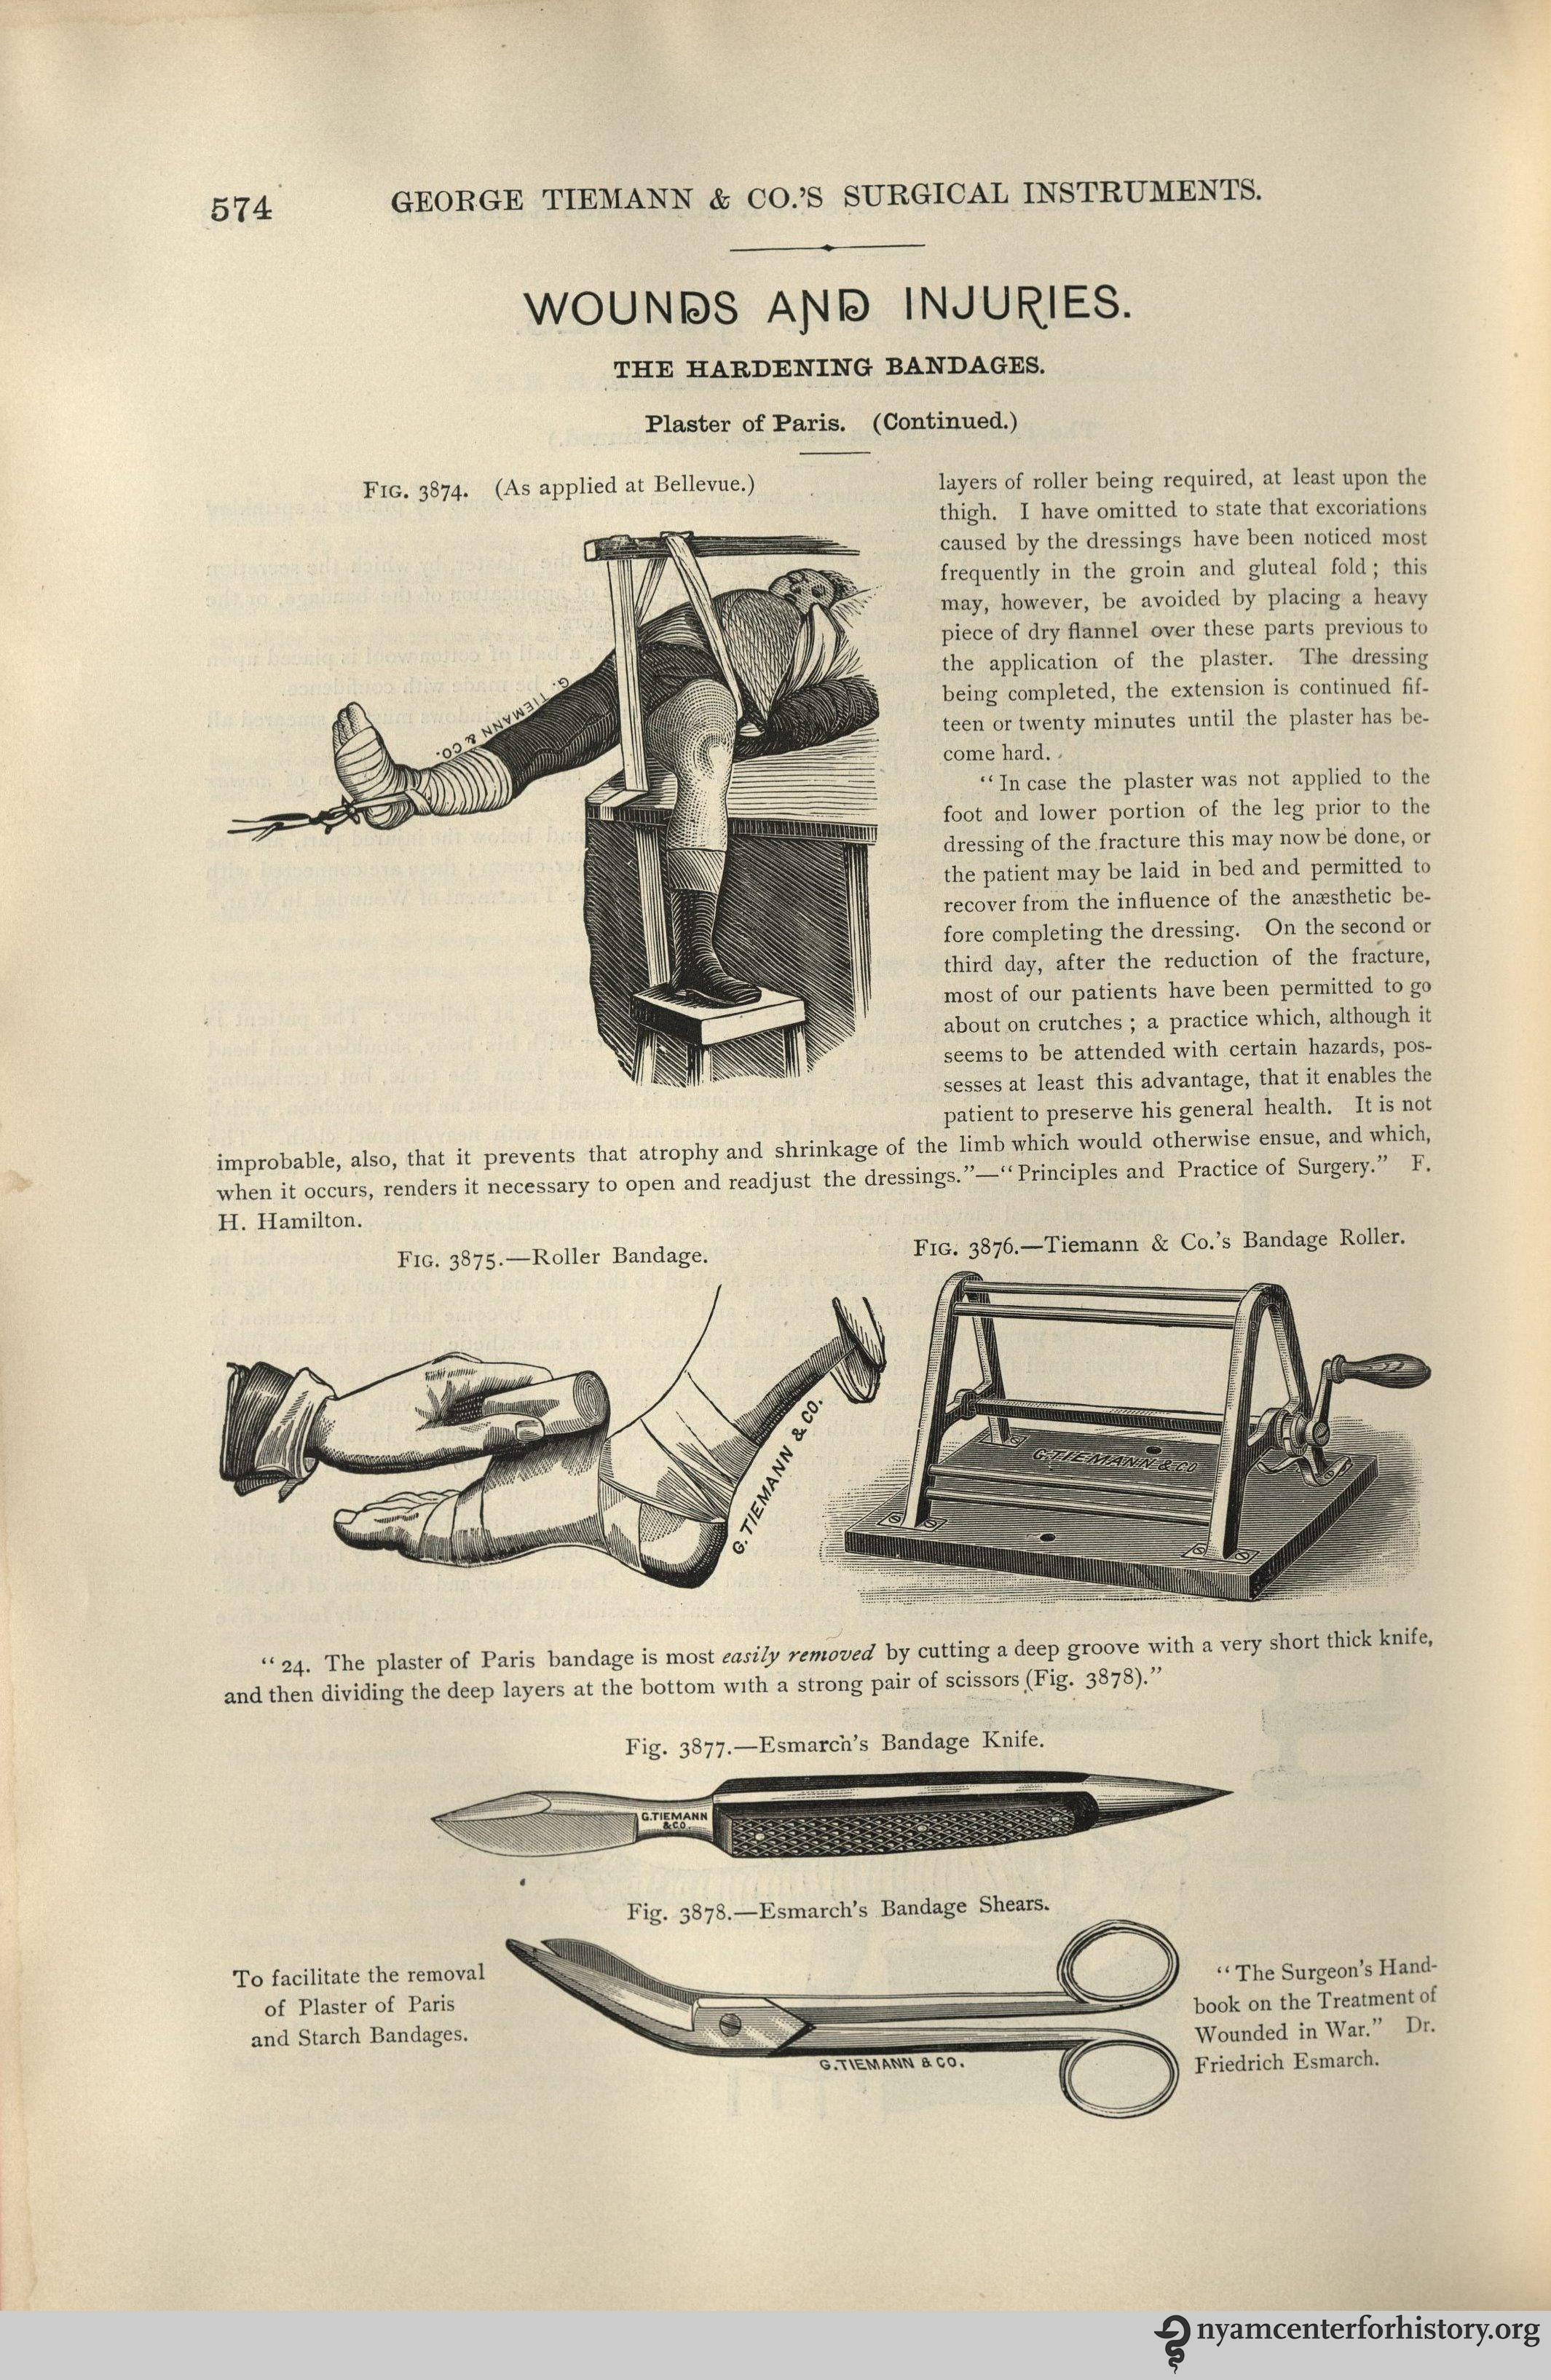 574
GEORGE TIEMANN & CO.'S SURGICAL INSTRUMENTS.
WOUNDS AND INJURIES.
THE HARDENING BANDAGES.
Plaster of Paris. (Continued.)
FIG. 3874. (As applied at Bellevue.)
G. TIEMANN & CO.
layers of roller being required, at least upon the
thigh. I have omitted to state that excoriations
caused by the dressings have been noticed most
frequently in the groin and gluteal fold; this
may, however, be avoided by placing a heavy
piece of dry flannel over these parts previous to
the application of the plaster. The dressing
being completed, the extension is continued fif-
teen or twenty minutes until the plaster has be-
come hard.
"In case the plaster was not applied to the
foot and lower portion of the leg prior to the
dressing of the fracture this may now be done, or
the patient may be laid in bed and permitted to
recover from the influence of the anæsthetic be-
fore completing the dressing. On the second or
third day, after the reduction of the fracture,
most of our patients have been permitted to go
about on crutches; a practice which, although it
seems to be attended with certain hazards, pos-
sesses at least this advantage, that it enables the
patient to preserve his general health. It is not
improbable, also, that it prevents that atrophy and shrinkage of the limb which would otherwise ensue, and which,
when it occurs, renders it necessary to open and readjust the dressings."—"Principles and Practice of Surgery." F.
H. Hamilton.
FIG. 3875.—Roller Bandage.
G. TIEMANN & CO.
FIG. 3876.—Tiemann & Co.'s Bandage Roller.
G. TIEMANN & CO
"24. The plaster of Paris bandage is most easily removed by cutting a deep groove with a very short thick knife,
and then dividing the deep layers at the bottom with a strong pair of scissors (Fig. 3878)."
Fig. 3877.—Esmarch's Bandage Knife.
G.TIEMANN
& CO.
Fig. 3878.—Esmarch's Bandage Shears.
To facilitate the removal
of Plaster of Paris
and Starch Bandages.
G.TIEMANN & CO.
"The Surgeon's Hand-
book on the Treatment of
Wounded in War." Dr.
Friedrich Esmarch.
nyamcenterforhistory.org